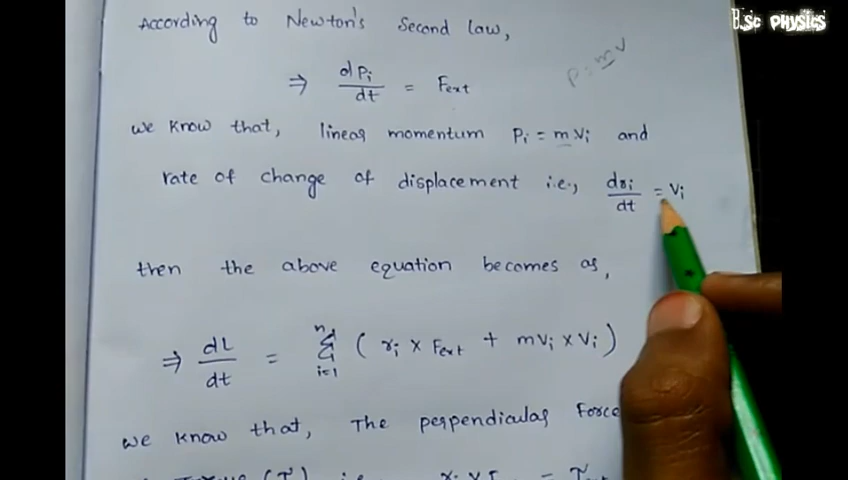 B.Sc PHYSICS
According to Newton's Second law,
⇒ dPi/dt = Fext
P = mv
we know that, linear momentum Pi = mVi and
rate of change of displacement i.e., dri/dt = Vi
then the above equation becomes as,
⇒ dL/dt = Σ i=1 n (ri × Fext + mVi × Vi)
we know that, The perpendicular Force